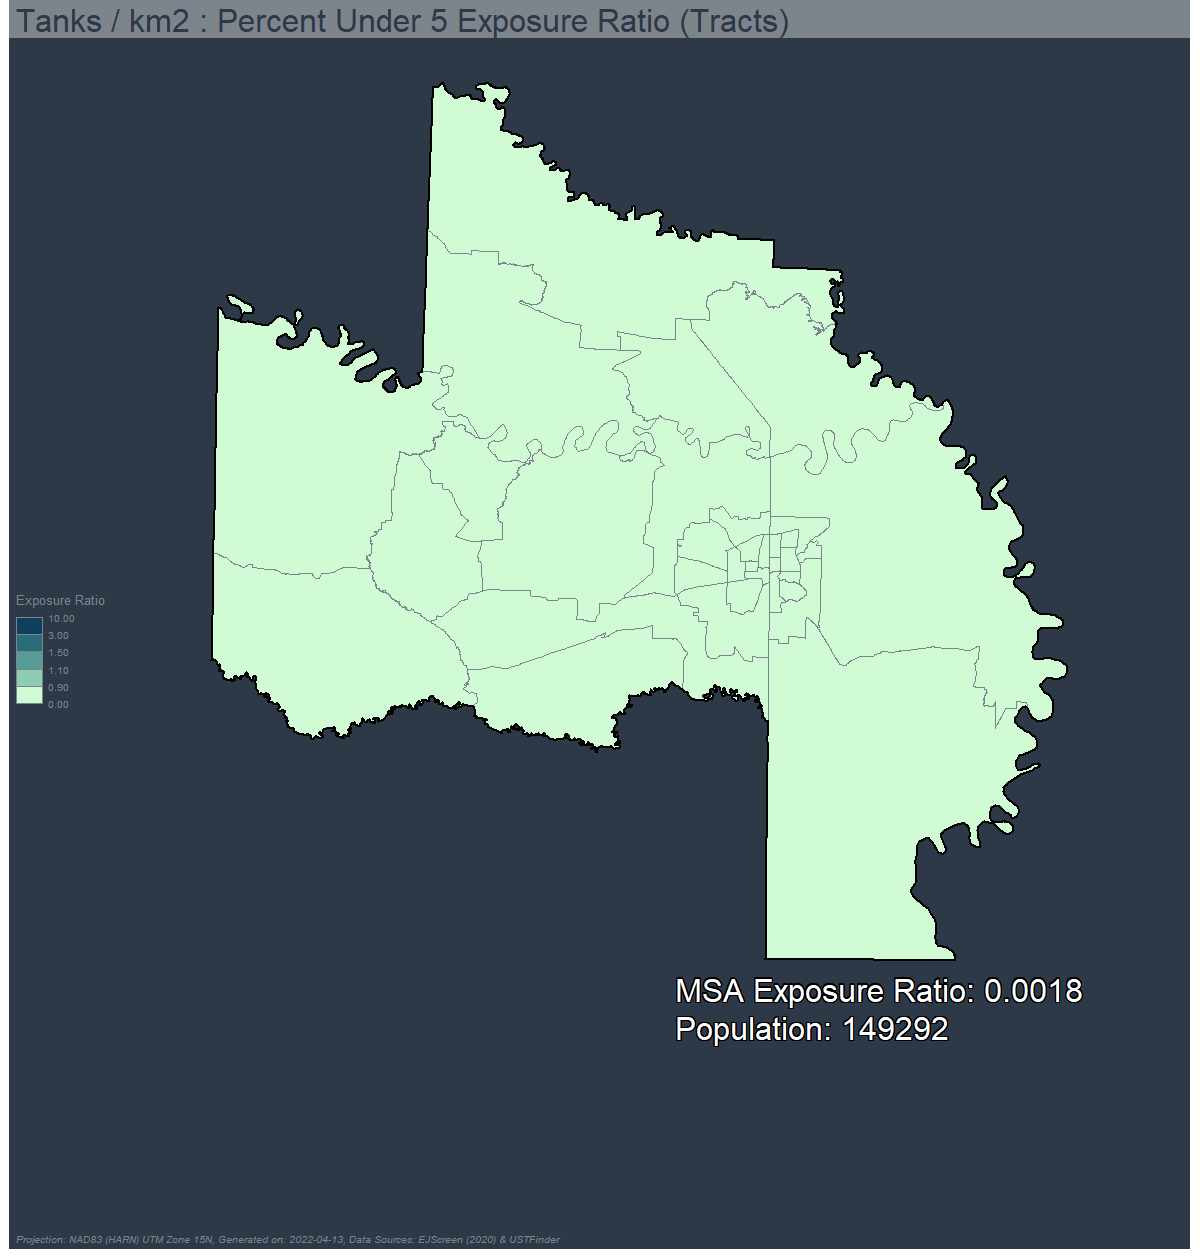 Tanks / km2 : Percent Under 5 Exposure Ratio (Tracts)
Exposure Ratio
10.00
3.00
1.50
1.10
0.90
0.00
MSA Exposure Ratio: 0.0018
Population: 149292
Projection: NAD83 (HARN) UTM Zone 15N, Generated on: 2022-04-13, Data Sources: EJScreen (2020) & USTFinder